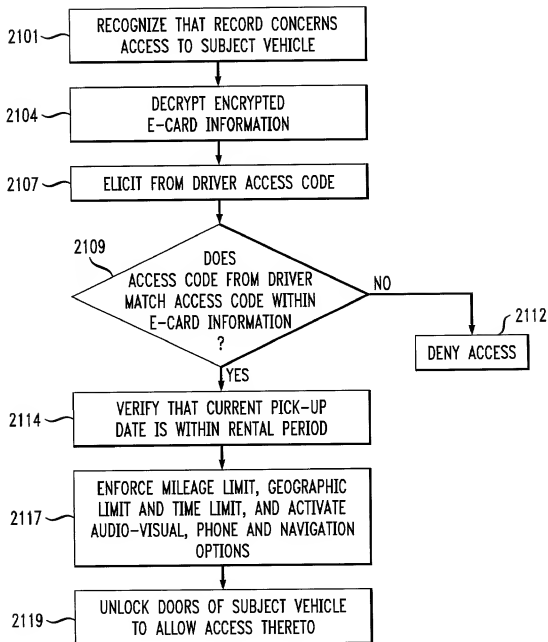 2101
RECOGNIZE THAT RECORD CONCERNS
ACCESS TO SUBJECT VEHICLE
2104
DECRYPT ENCRYPTED
E-CARD INFORMATION
2107
ELICIT FROM DRIVER ACCESS CODE
2109
DOES
ACCESS CODE FROM DRIVER
MATCH ACCESS CODE WITHIN
E-CARD INFORMATION
?
NO
2112
DENY ACCESS
YES
2114
VERIFY THAT CURRENT PICK-UP
DATE IS WITHIN RENTAL PERIOD
2117
ENFORCE MILEAGE LIMIT, GEOGRAPHIC
LIMIT AND TIME LIMIT, AND ACTIVATE
AUDIO-VISUAL, PHONE AND NAVIGATION
OPTIONS
2119
UNLOCK DOORS OF SUBJECT VEHICLE
TO ALLOW ACCESS THERETO